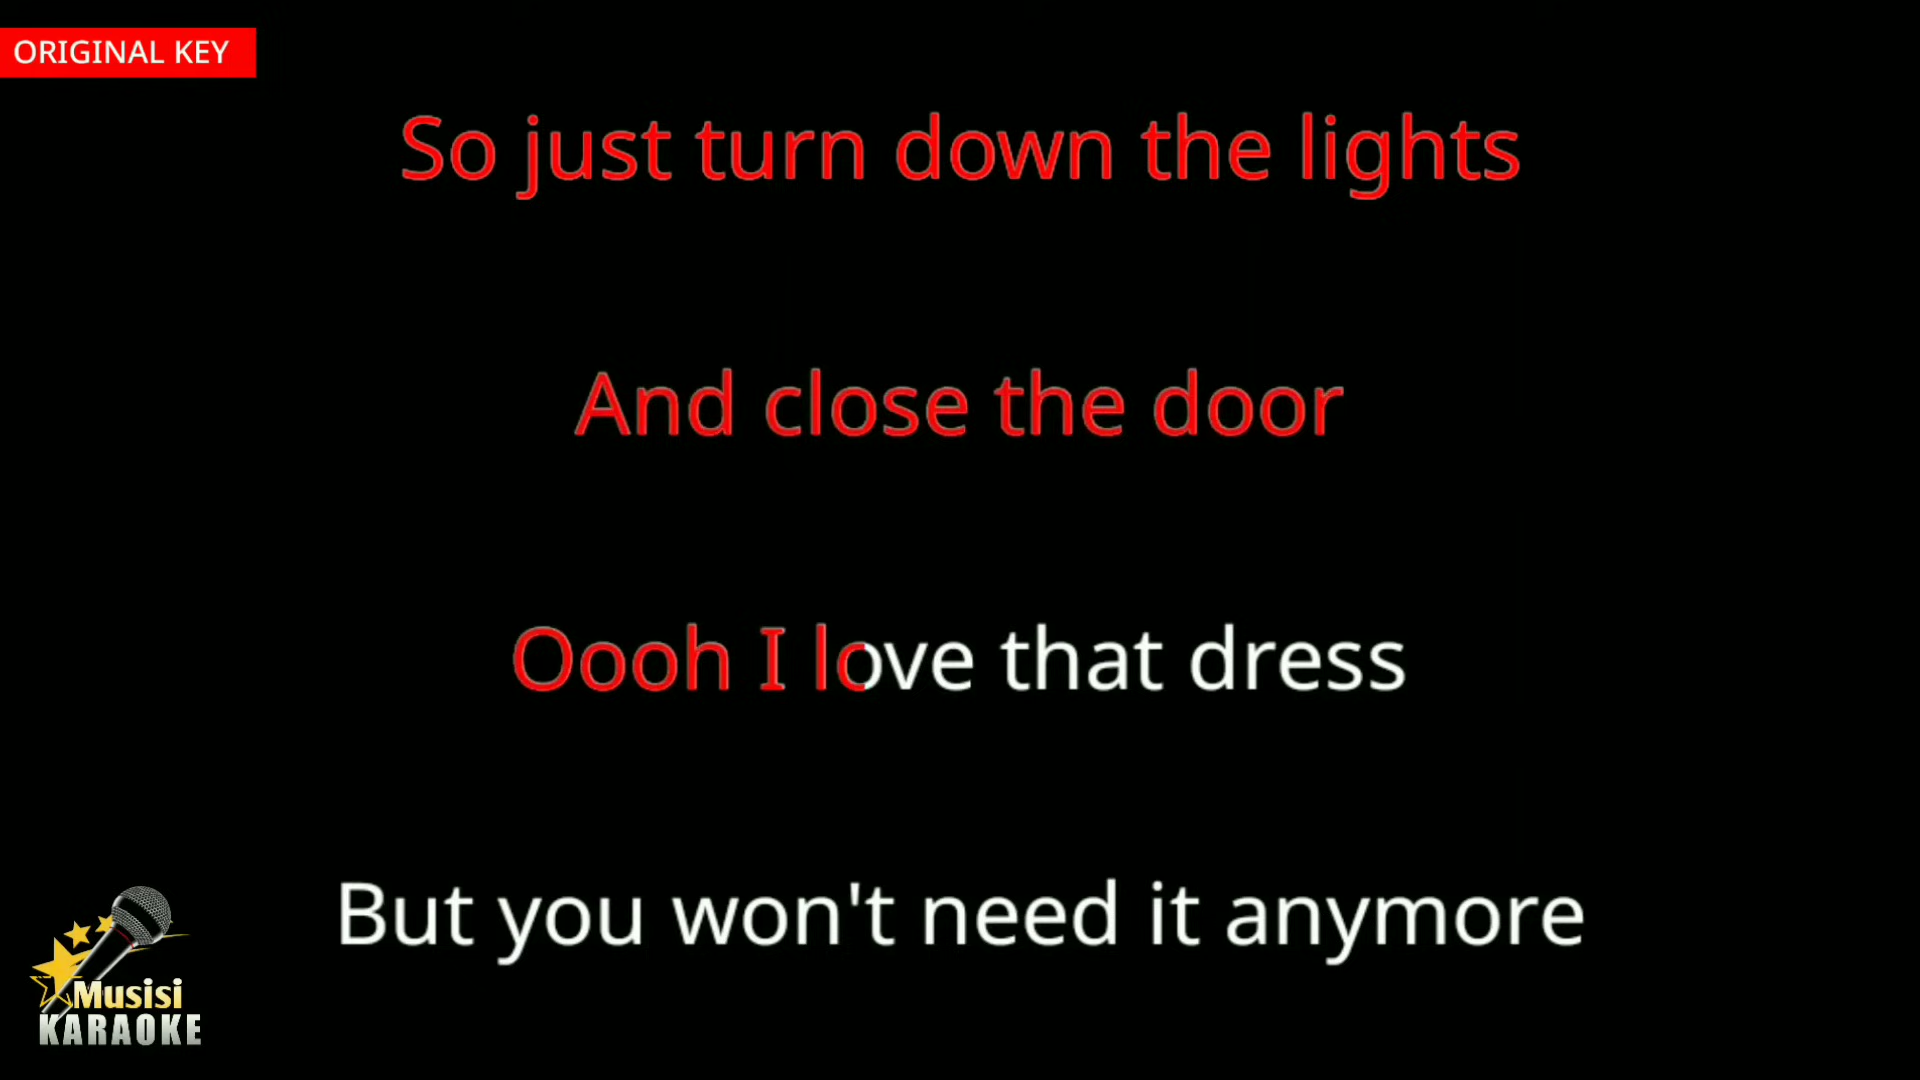 ORIGINAL KEY
So just turn down the lights
And close the door
Oooh I love that dress
But you won't need it anymore
Musisi
KARAOKE